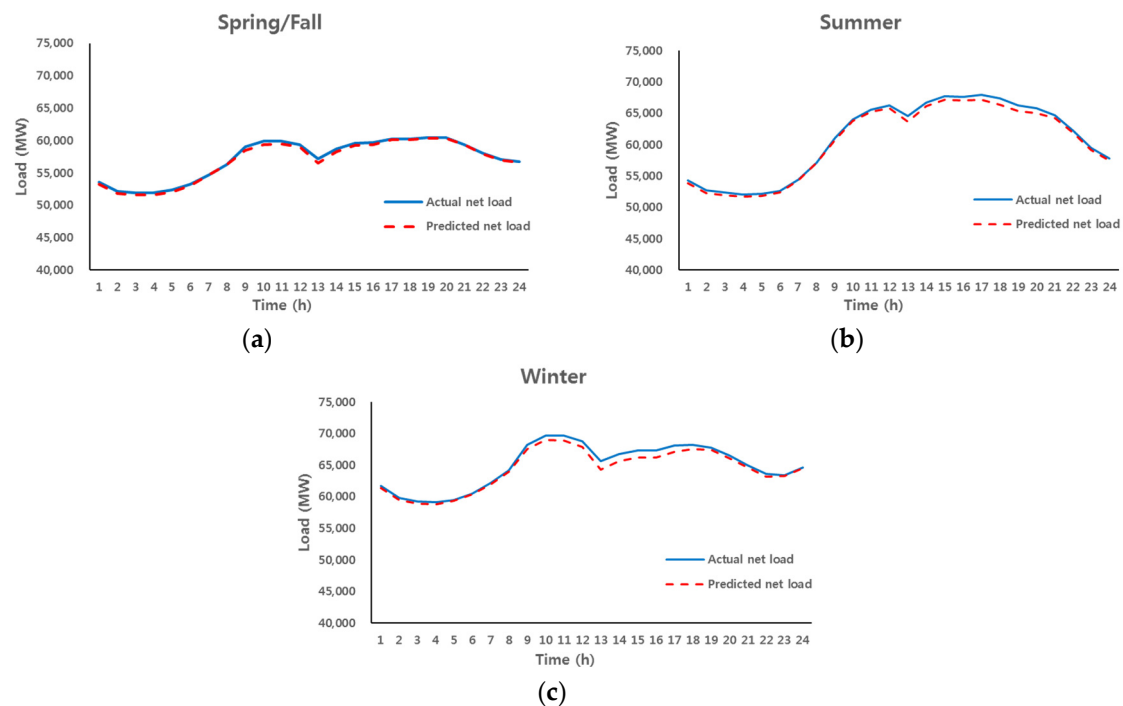 Spring/Fall
75,000
70,000
65,000
60,000
55,000
50,000
45,000
40,000
Load (MW)
Actual net load
Predicted net load
1 2 3 4 5 6 7 8 9 10 11 12 13 14 15 16 17 18 19 20 21 22 23 24
Time (h)
(a)
Summer
75,000
70,000
65,000
60,000
55,000
50,000
45,000
40,000
Load (MW)
Actual net load
Predicted net load
1 2 3 4 5 6 7 8 9 10 11 12 13 14 15 16 17 18 19 20 21 22 23 24
Time (h)
(b)
Winter
75,000
70,000
65,000
60,000
55,000
50,000
45,000
40,000
Load (MW)
Actual net load
Predicted net load
1 2 3 4 5 6 7 8 9 10 11 12 13 14 15 16 17 18 19 20 21 22 23 24
Time (h)
(c)